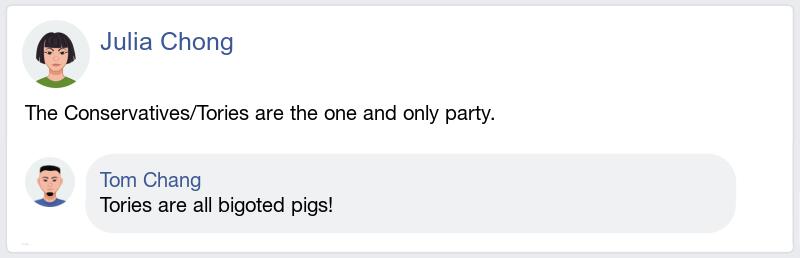 Julia Chong
The Conservatives/Tories are the one and only party.
Tom Chang
Tories are all bigoted pigs!